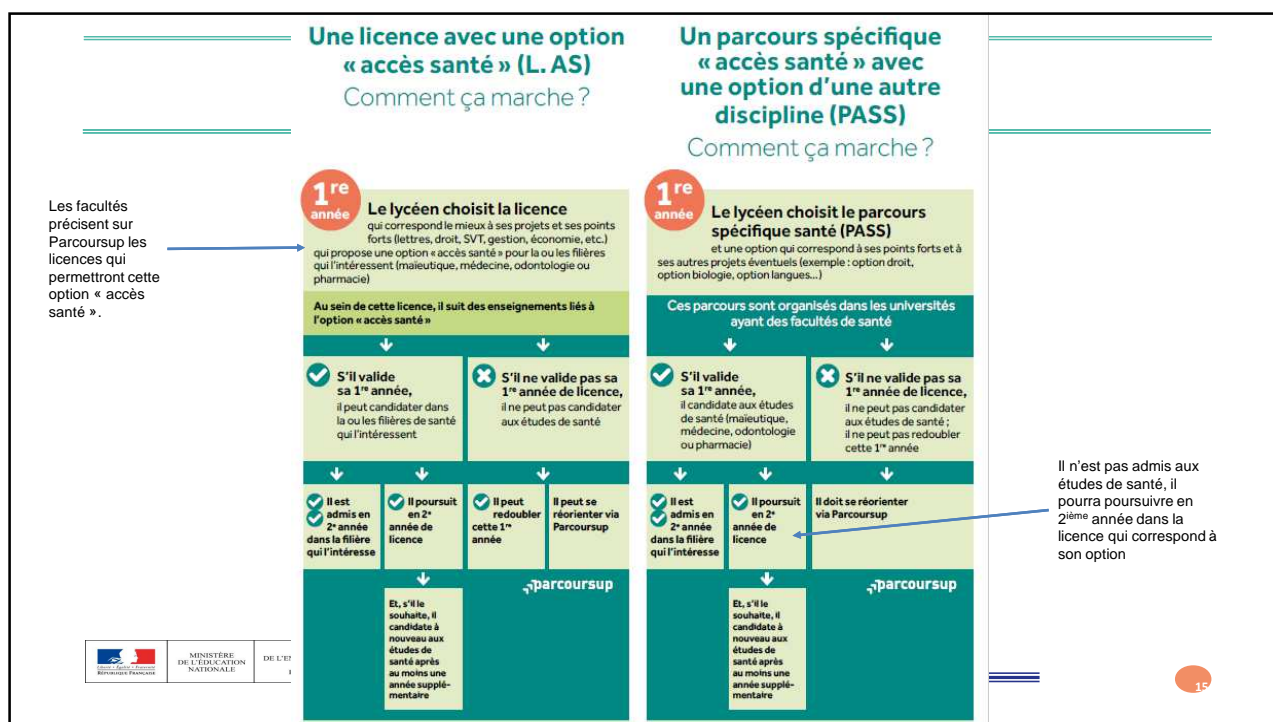 Une licence avec une option
« accès santé » (L. AS)
Comment ça marche ?
Un parcours spécifique
« accès santé » avec
une option d'une autre
discipline (PASS)
Comment ça marche ?
Les facultés
précisent sur
Parcoursup les
licences qui
permettront cette
option « accès
santé ».
1re
année
Le lycéen choisit la licence
qui correspond le mieux à ses projets et ses points
forts (lettres, droit, SVT, gestion, économie, etc.)
qui propose une option « accès santé » pour la ou les filières
qui l'intéressent (maïeutique, médecine, odontologie ou
pharmacie)
Au sein de cette licence, il suit des enseignements liés à
l'option « accès santé »
S'il valide
sa 1re année,
il peut candidater dans
la ou les filières de santé
qui l'intéressent
S'il ne valide pas sa
1re année de licence,
il ne peut pas candidater
aux études de santé
Il est
admis en
2e année
dans la filière
qui l'intéresse
Il poursuit
en 2e
année de
licence
Il peut
redoubler
cette 1re
année
Il peut se
réorienter via
Parcoursup
Et, s'il le
souhaite, il
candidate à
nouveau aux
études de
santé après
au moins une
année supplé-
mentaire
parcoursup
1re
année
Le lycéen choisit le parcours
spécifique santé (PASS)
et une option qui correspond à ses points forts et à
ses autres projets éventuels (exemple : option droit,
option biologie, option langues...)
Ces parcours sont organisés dans les universités
ayant des facultés de santé
S'il valide
sa 1re année,
il candidate aux études
de santé (maïeutique,
médecine, odontologie
ou pharmacie)
S'il ne valide pas sa
1re année de licence,
il ne peut pas candidater
aux études de santé ;
il ne peut pas redoubler
cette 1re année
Il est
admis en
2e année
dans la filière
qui l'intéresse
Il poursuit
en 2e
année de
licence
Il doit se réorienter
via Parcoursup
Et, s'il le
souhaite, il
candidate à
nouveau aux
études de
santé après
au moins une
année supplé-
mentaire
parcoursup
Il n'est pas admis aux
études de santé, il
pourra poursuivre en
2ième année dans la
licence qui correspond à
son option
Liberté • Égalité • Fraternité
RÉPUBLIQUE FRANÇAISE
MINISTÈRE
DE L'ÉDUCATION
NATIONALE
15